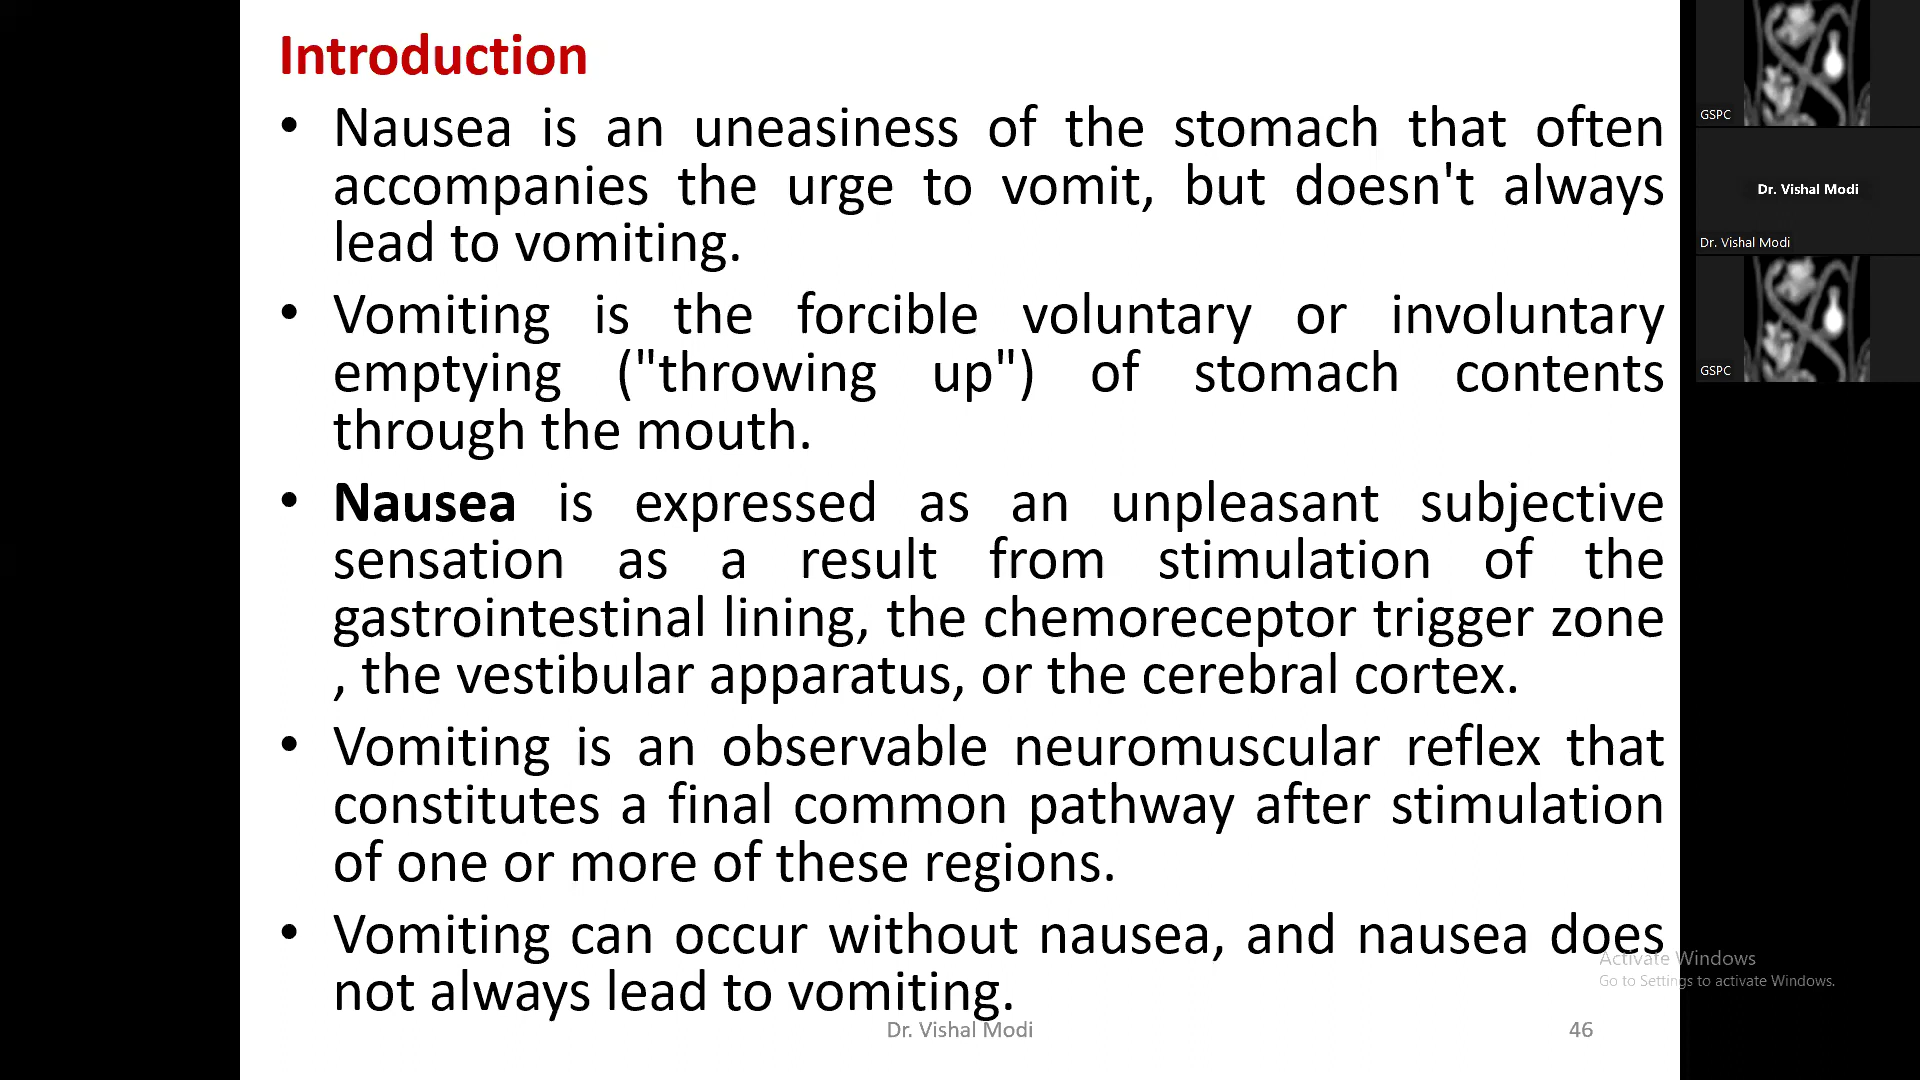 Introduction
• Nausea is an uneasiness of the stomach that often
accompanies the urge to vomit, but doesn't always
lead to vomiting.
• Vomiting is the forcible voluntary or involuntary
emptying ("throwing up") of stomach contents
through the mouth.
• Nausea is expressed as an unpleasant subjective
sensation as a result from stimulation of the
gastrointestinal lining, the chemoreceptor trigger zone
, the vestibular apparatus, or the cerebral cortex.
• Vomiting is an observable neuromuscular reflex that
constitutes a final common pathway after stimulation
of one or more of these regions.
• Vomiting can occur without nausea, and nausea does
not always lead to vomiting.
Dr. Vishal Modi
46
GSPC
Dr. Vishal Modi
Dr. Vishal Modi
GSPC
Activate Windows
Go to Settings to activate Windows.